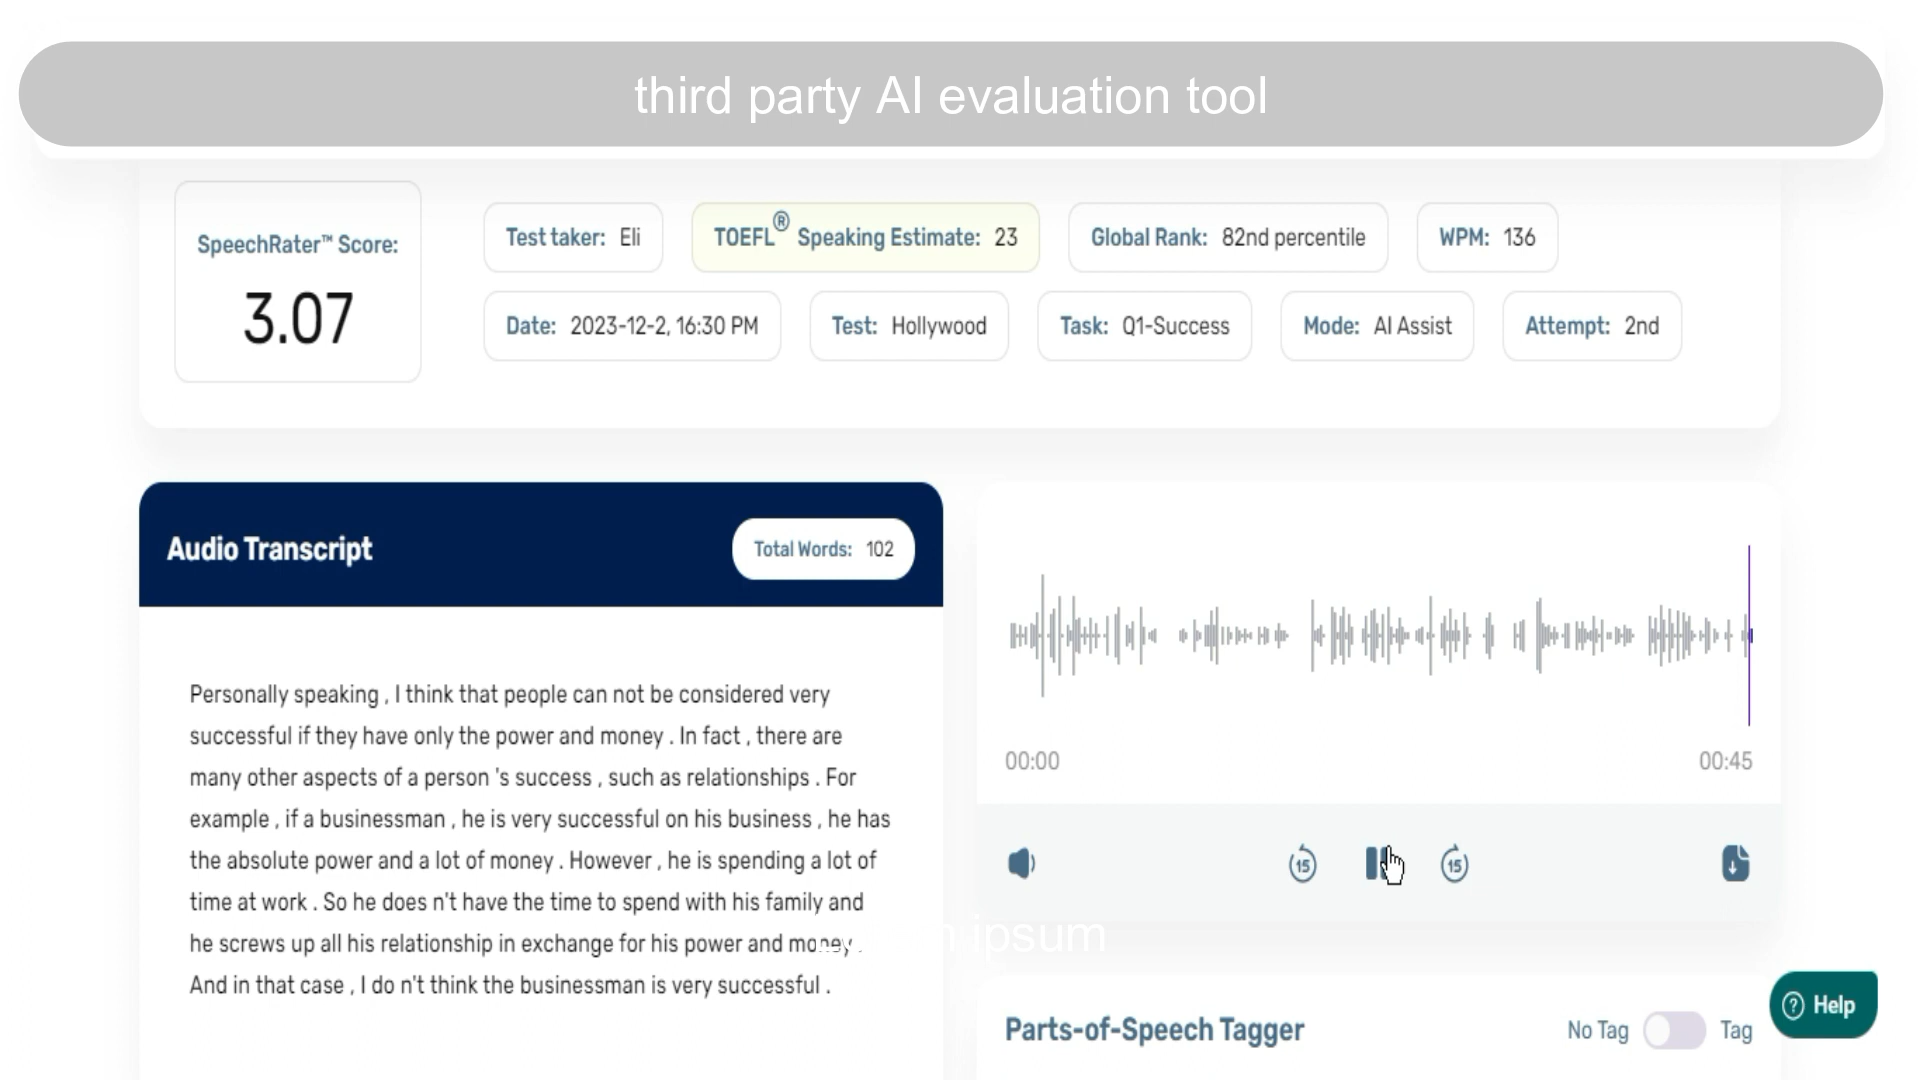 third party AI evaluation tool
SpeechRater™ Score:
3.07
Test taker: Eli
TOEFL® Speaking Estimate: 23
Global Rank: 82nd percentile
WPM: 136
Date: 2023-12-2, 16:30 PM
Test: Hollywood
Task: Q1-Success
Mode: AI Assist
Attempt: 2nd
Audio Transcript
Total Words: 102
Personally speaking , I think that people can not be considered very
successful if they have only the power and money . In fact , there are
many other aspects of a person 's success , such as relationships . For
example , if a businessman , he is very successful on his business , he has
the absolute power and a lot of money . However , he is spending a lot of
time at work . So he does n't have the time to spend with his family and
he screws up all his relationship in exchange for his power and money .
And in that case , I do n't think the businessman is very successful .
00:00
00:45
15
15
ipsum
Parts-of-Speech Tagger
No Tag
Tag
? Help